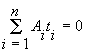 n
∑ A_i t_i = 0
i = 1